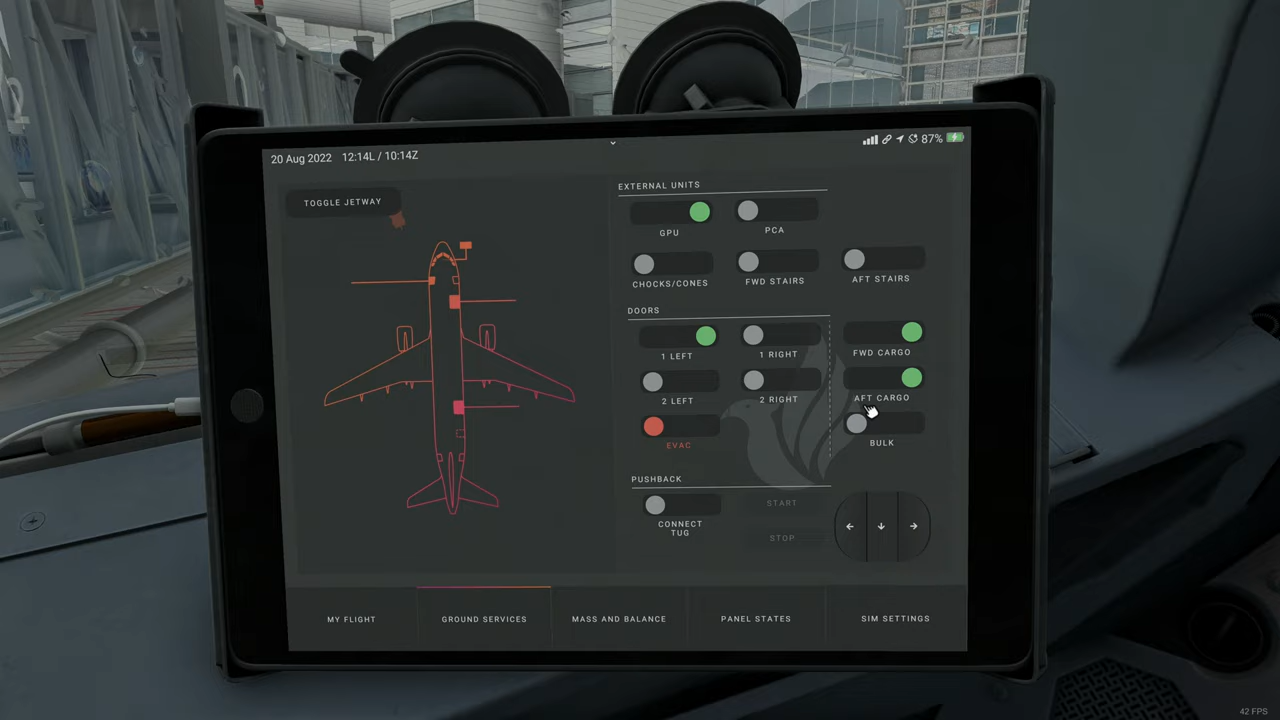 20 Aug 2022 12:14L / 10:14Z
87%
TOGGLE JETWAY
EXTERNAL UNITS
GPU
PCA
CHOCKS/CONES
FWD STAIRS
AFT STAIRS
DOORS
1 LEFT
1 RIGHT
FWD CARGO
2 LEFT
2 RIGHT
AFT CARGO
EVAC
BULK
PUSHBACK
CONNECT
TUG
START
STOP
MY FLIGHT
GROUND SERVICES
MASS AND BALANCE
PANEL STATES
SIM SETTINGS
42 FPS